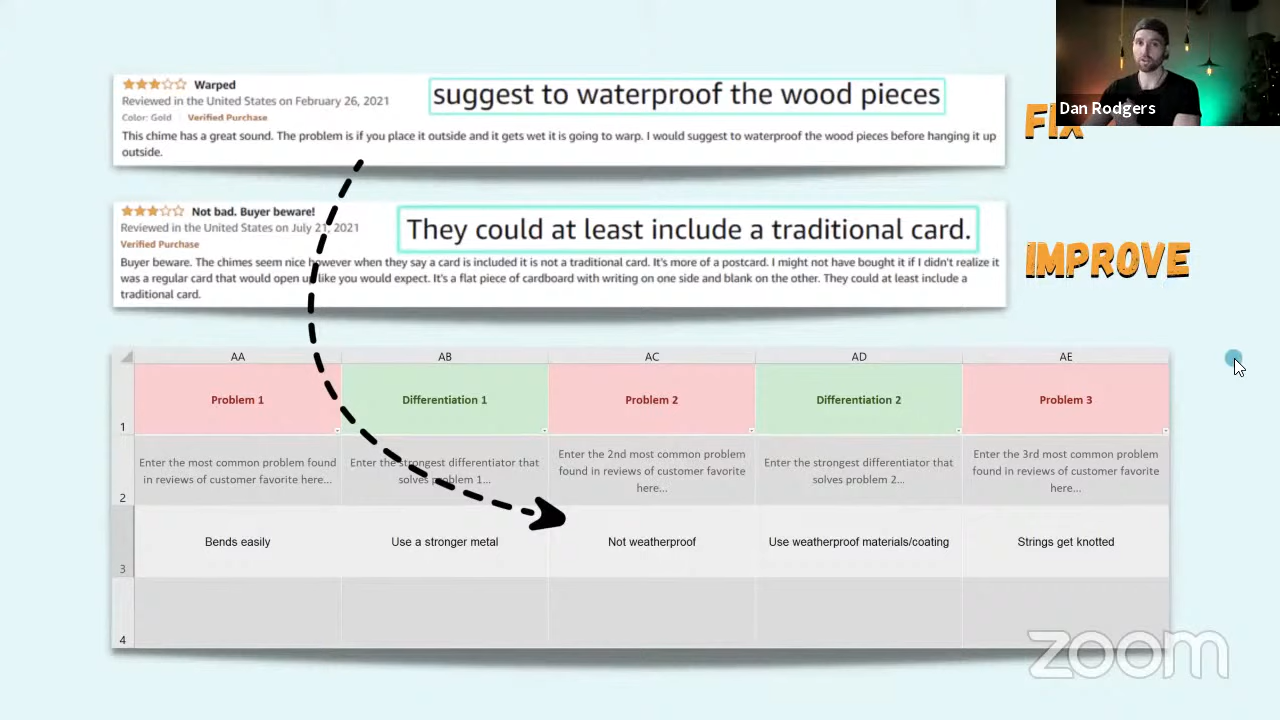 Warped
suggest to waterproof the wood pieces
Reviewed in the United States on February 26, 2021
Color: Gold | Verified Purchase
This chime has a great sound. The problem is if you place it outside and it gets wet it is going to warp. I would suggest to waterproof the wood pieces before hanging it up
outside.
Dan Rodgers
FIX
Not bad. Buyer beware!
They could at least include a traditional card.
Reviewed in the United States on July 21, 2021
Verified Purchase
IMPROVE
Buyer beware. The chimes seem nice however when they say a card is included it is not a traditional card. It's more of a postcard. I might not have bought it if I didn't realize it
was a regular card that would open up like you would expect. It's a flat piece of cardboard with writing on one side and blank on the other. They could at least include a
traditional card.
AA AB AC AD AE
1 Problem 1 Differentiation 1 Problem 2 Differentiation 2 Problem 3
Enter the most common problem found
in reviews of customer favorite here...
Enter the strongest differentiator that
solves problem 1...
Enter the 2nd most common problem
found in reviews of customer favorite
here...
Enter the strongest differentiator that
solves problem 2...
Enter the 3rd most common problem
found in reviews of customer favorite
here...
2
Bends easily Use a stronger metal Not weatherproof Use weatherproof materials/coating Strings get knotted
3
4
zoom